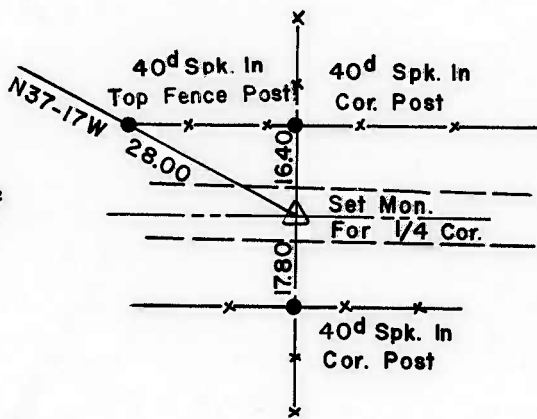 40d Spk. In
Top Fence Post
40d Spk. In
Cor. Post
N37-17W
28.00
16.40
Set Mon.
For 1/4 Cor.
17.80
40d Spk. In
Cor. Post